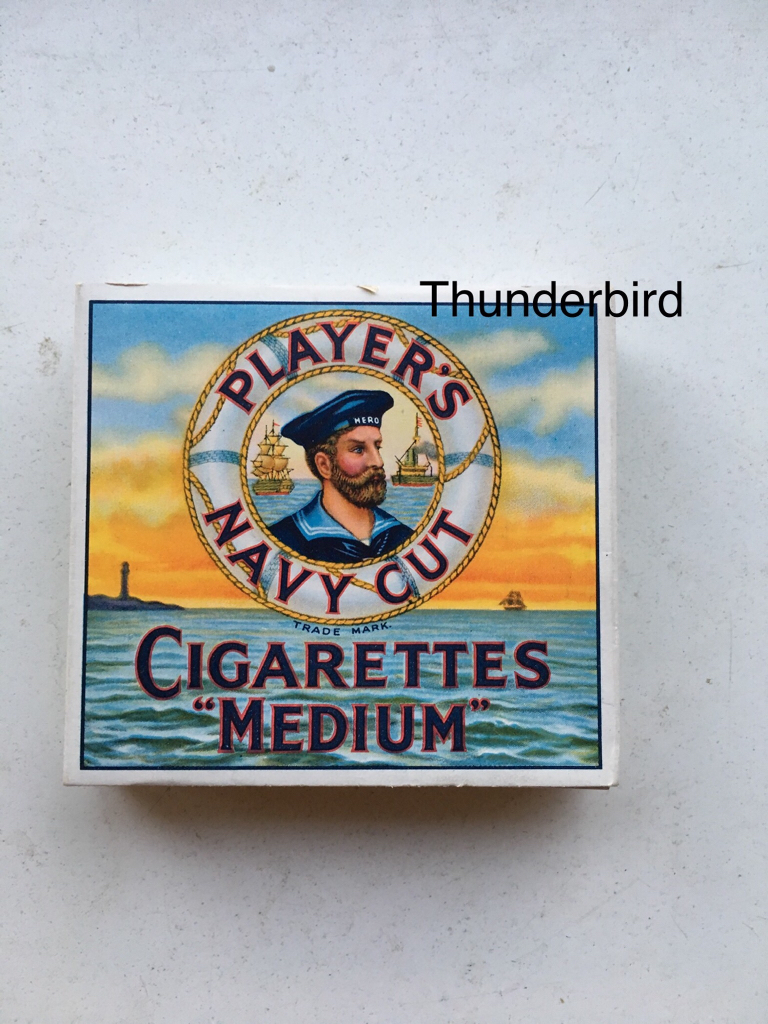 Thunderbird
PLAYER'S
HERO
NAVY CUT
TRADE MARK.
CIGARETTES
"MEDIUM"